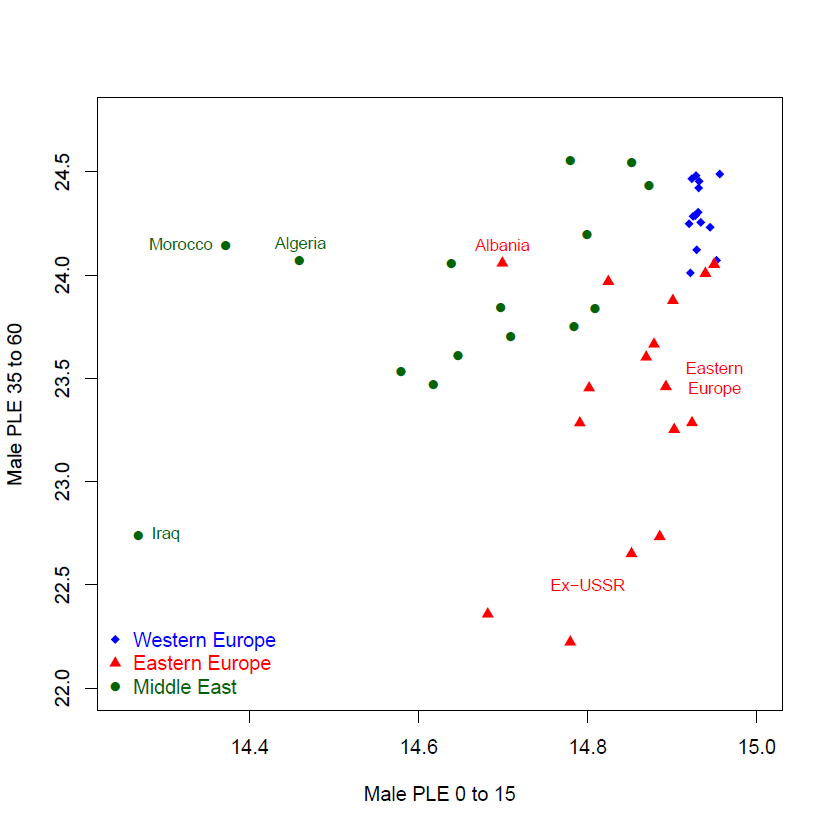 24.5
24.0
23.5
23.0
22.5
22.0
Male PLE 35 to 60
Morocco
Algeria
Albania
Eastern
Europe
Iraq
Ex−USSR
Western Europe
Eastern Europe
Middle East
14.4
14.6
14.8
15.0
Male PLE 0 to 15